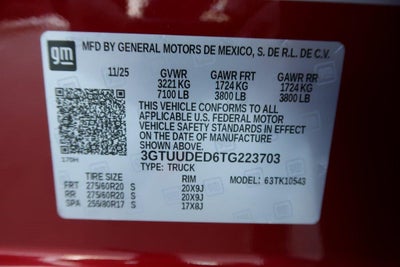 gm
MFD BY GENERAL MOTORS DE MEXICO, S. DE R.L. DE C.V.
11/25 GVWR GAWR FRT GAWR RR
3221 KG 1724 KG 1724 KG
7100 LB 3800 LB 3800 LB
THIS VEHICLE CONFORMS TO ALL
APPLICABLE U.S. FEDERAL MOTOR
VEHICLE SAFETY STANDARDS IN EFFECT
ON THE DATE OF MANUFACTURE
SHOWN ABOVE.
170H
3GTUUDED6TG223703
TYPE: TRUCK MODEL: 63TK10543
TIRE SIZE RIM
FRT 275/60R20 S 20X9J
RR 275/60R20 S 20X9J
SPA 255/80R17 S 17X8J